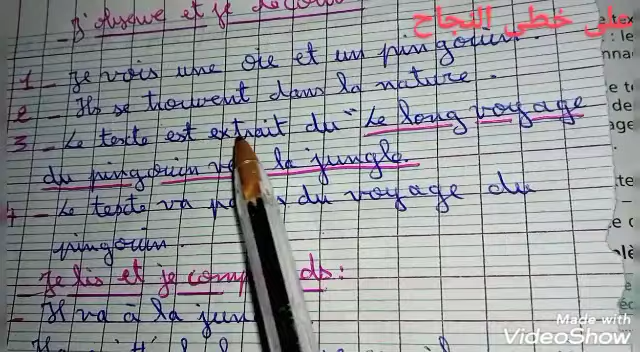 على خطى النجاح
J'observe et je découvre
1 - Je vois une oie et un pingouin.
2 - Ils se trouvent dans la nature.
3 - Le texte est extrait du "Le long voyage
du pingouin la jungle.
4 - Le texte va du voyage du
pingouin.
Je lis et je comprends:
- Il va à la
Made with
VideoShow